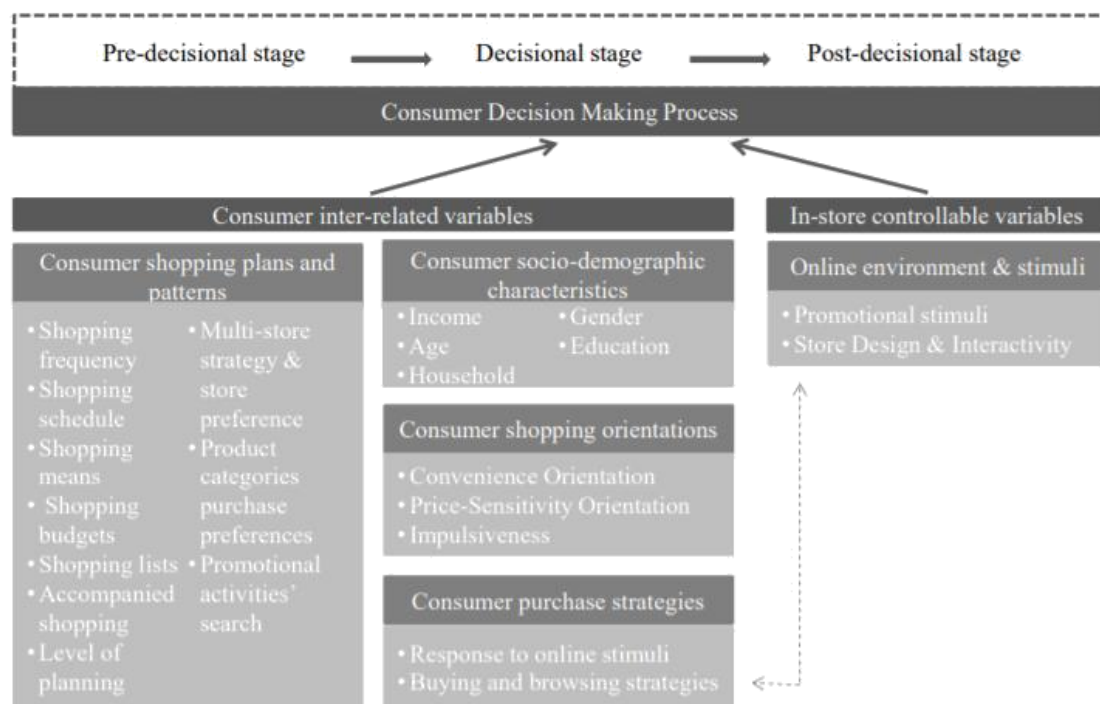 Pre-decisional stage
Decisional stage
Post-decisional stage
Consumer Decision Making Process
Consumer inter-related variables
In-store controllable variables
Consumer shopping plans and
patterns
• Shopping
frequency
• Shopping
schedule
• Shopping
means
• Shopping
budgets
• Shopping lists
• Accompanied
shopping
• Level of
planning
• Multi-store
strategy &
store
preference
• Product
categories
purchase
preferences
• Promotional
activities’
search
Consumer socio-demographic
characteristics
• Income
• Age
• Household
• Gender
• Education
Consumer shopping orientations
• Convenience Orientation
• Price-Sensitivity Orientation
• Impulsiveness
Consumer purchase strategies
• Response to online stimuli
• Buying and browsing strategies
Online environment & stimuli
• Promotional stimuli
• Store Design & Interactivity